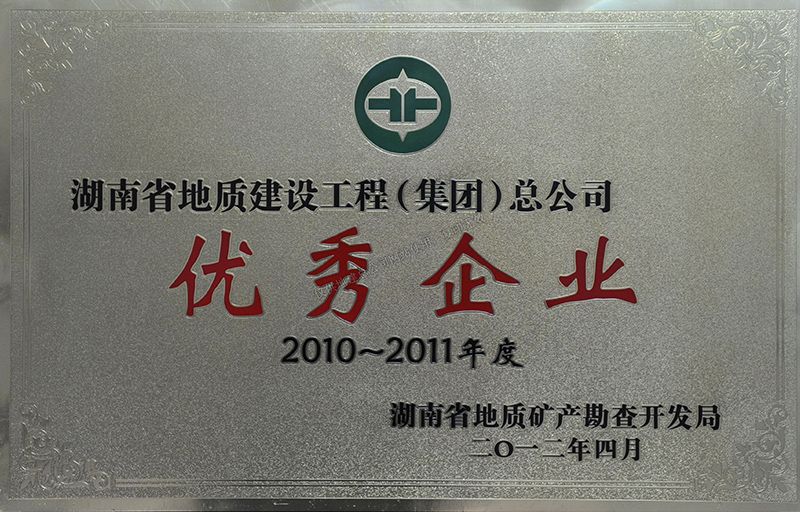 湖南省地质建设工程（集团）总公司
优秀企业
2010～2011年度
湖南省地质矿产勘查开发局
二〇一二年四月